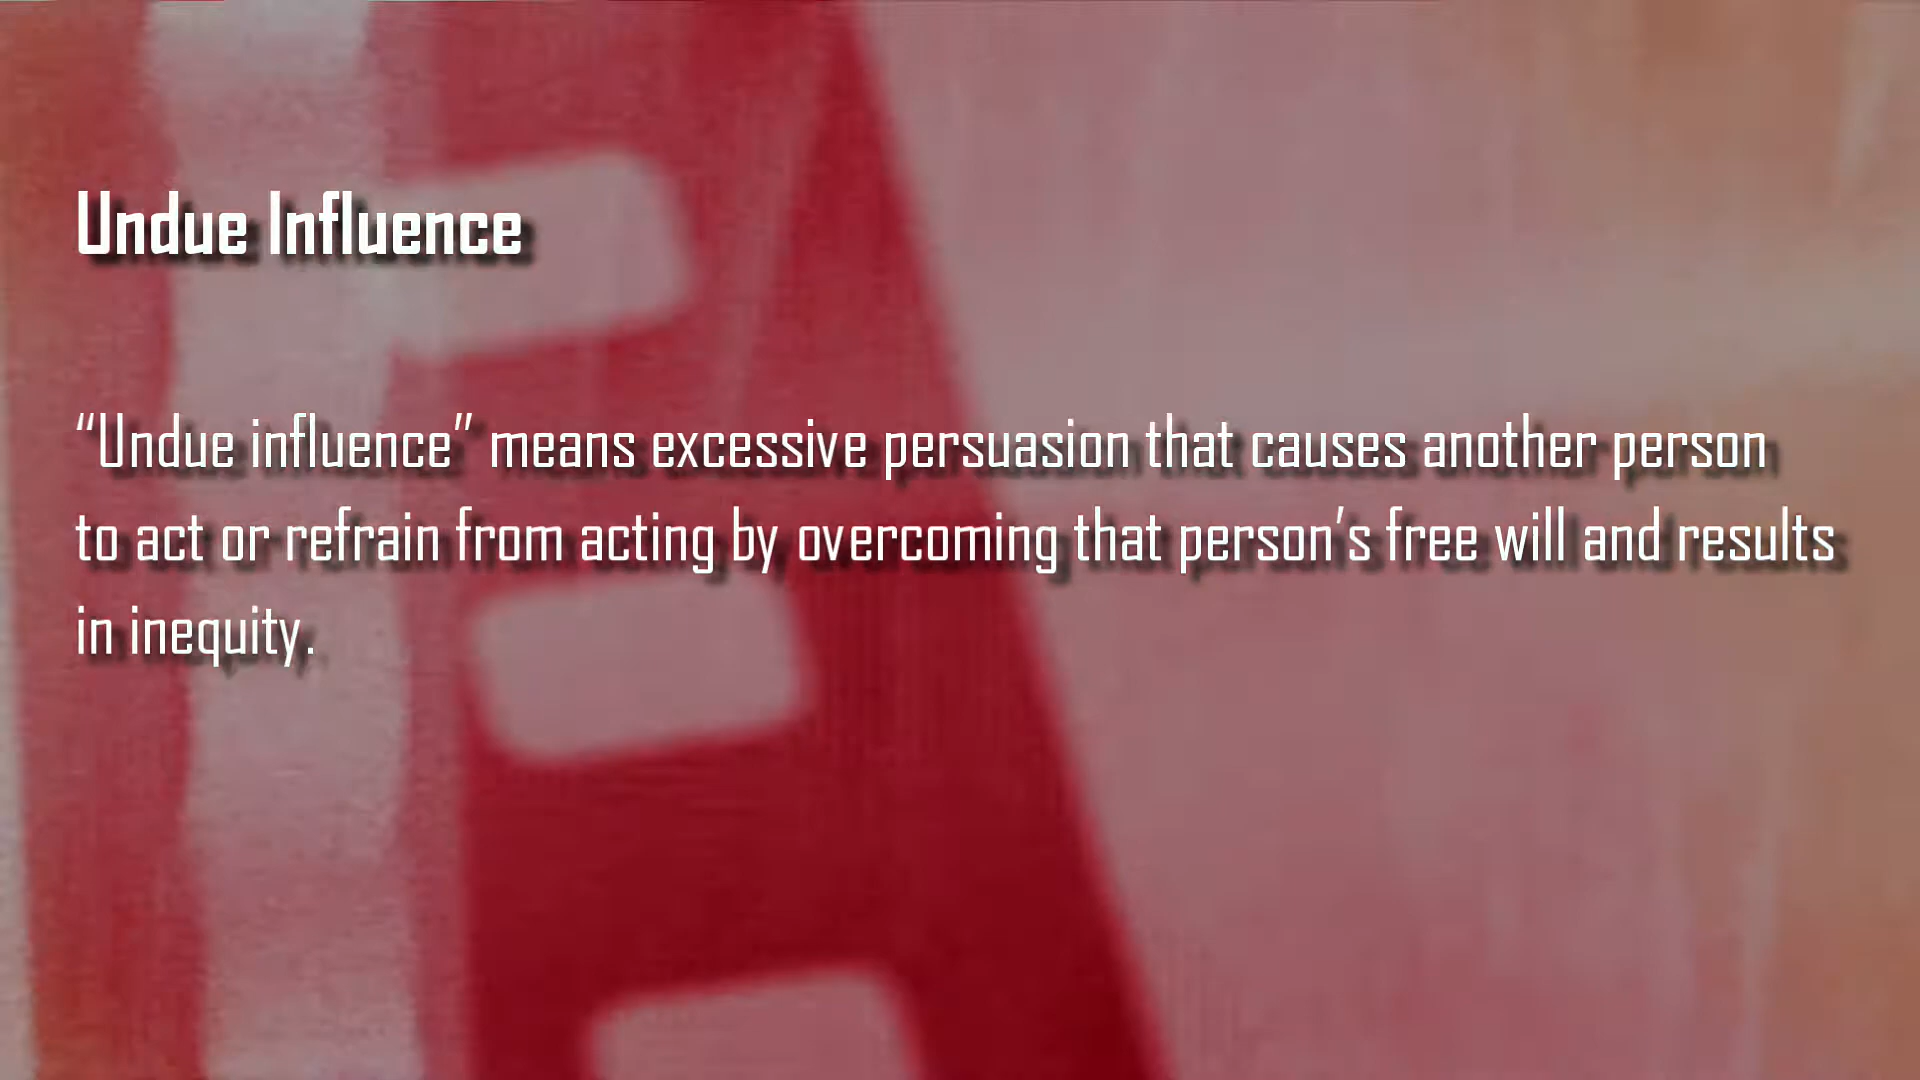 Undue Influence
“Undue influence” means excessive persuasion that causes another person
to act or refrain from acting by overcoming that person’s free will and results
in inequity.